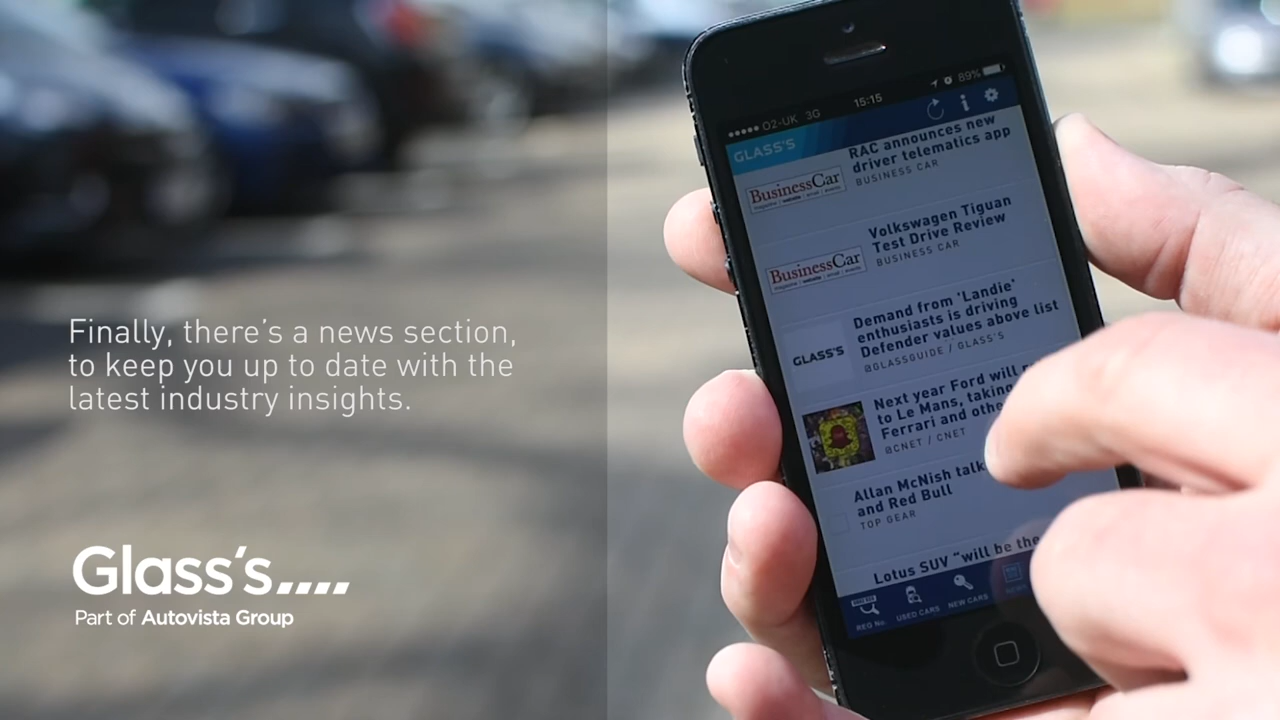 Finally, there's a news section,
to keep you up to date with the
latest industry insights.
Glass's....
Part of Autovista Group
O2-UK 3G
15:15
89%
GLASS'S
RAC announces new
driver telematics app
BUSINESS CAR
BusinessCar
Volkswagen Tiguan
Test Drive Review
BUSINESS CAR
BusinessCar
Demand from 'Landie'
enthusiasts is driving
Defender values above list
@GLASSGUIDE / GLASS'S
GLASS'S
Next year Ford will
to Le Mans, taking
Ferrari and
@CNET / CNET
Allan McNish
and Red Bull
TOP GEAR
Lotus SUV "will be the
REG No.
USED CARS
NEW CARS